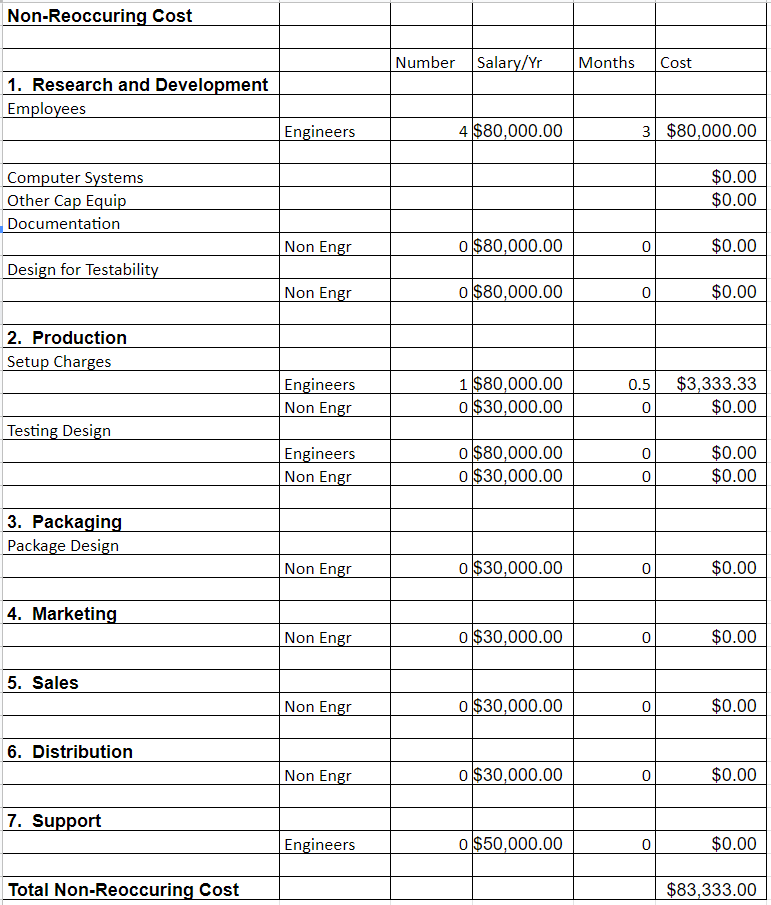 Non-Reoccuring Cost
Number Salary/Yr Months Cost
1. Research and Development
Employees
Engineers 4 $80,000.00 3 $80,000.00
Computer Systems $0.00
Other Cap Equip $0.00
Documentation
Non Engr 0 $80,000.00 0 $0.00
Design for Testability
Non Engr 0 $80,000.00 0 $0.00
2. Production
Setup Charges
Engineers 1 $80,000.00 0.5 $3,333.33
Non Engr 0 $30,000.00 0 $0.00
Testing Design
Engineers 0 $80,000.00 0 $0.00
Non Engr 0 $30,000.00 0 $0.00
3. Packaging
Package Design
Non Engr 0 $30,000.00 0 $0.00
4. Marketing
Non Engr 0 $30,000.00 0 $0.00
5. Sales
Non Engr 0 $30,000.00 0 $0.00
6. Distribution
Non Engr 0 $30,000.00 0 $0.00
7. Support
Engineers 0 $50,000.00 0 $0.00
Total Non-Reoccuring Cost $83,333.00